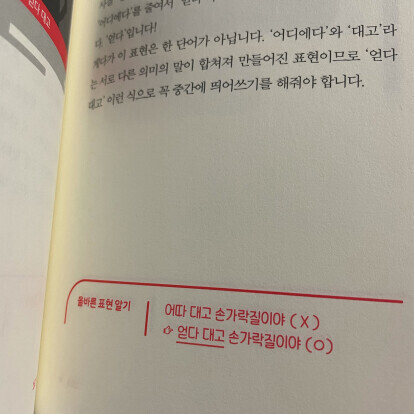 얻다 대고
'어디에다'를 줄여서
다. '얻다'입니다!
게다가 이 표현은 한 단어가 아닙니다. '어디에다'와 '대고'라
는 서로 다른 의미의 말이 합쳐져 만들어진 표현이므로 '얻다
대고' 이런 식으로 꼭 중간에 띄어쓰기를 해줘야 합니다.
올바른 표현 알기
어따 대고 손가락질이야 ( X )
얻다 대고 손가락질이야 ( O )